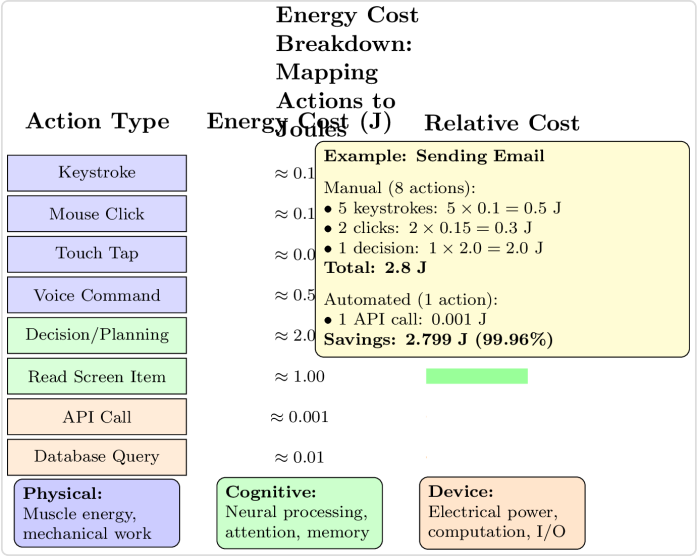 Energy Cost
Breakdown:
Mapping
Actions to
Joules
Action Type
Energy Cost (J)
Relative Cost
Keystroke
≈ 0.1
Mouse Click
≈ 0.1
Touch Tap
≈ 0.0
Voice Command
≈ 0.5
Decision/Planning
≈ 2.0
Read Screen Item
≈ 1.00
API Call
≈ 0.001
Database Query
≈ 0.01
Example: Sending Email
Manual (8 actions):
• 5 keystrokes: 5 × 0.1 = 0.5 J
• 2 clicks: 2 × 0.15 = 0.3 J
• 1 decision: 1 × 2.0 = 2.0 J
Total: 2.8 J
Automated (1 action):
• 1 API call: 0.001 J
Savings: 2.799 J (99.96%)
Physical:
Muscle energy,
mechanical work
Cognitive:
Neural processing,
attention, memory
Device:
Electrical power,
computation, I/O